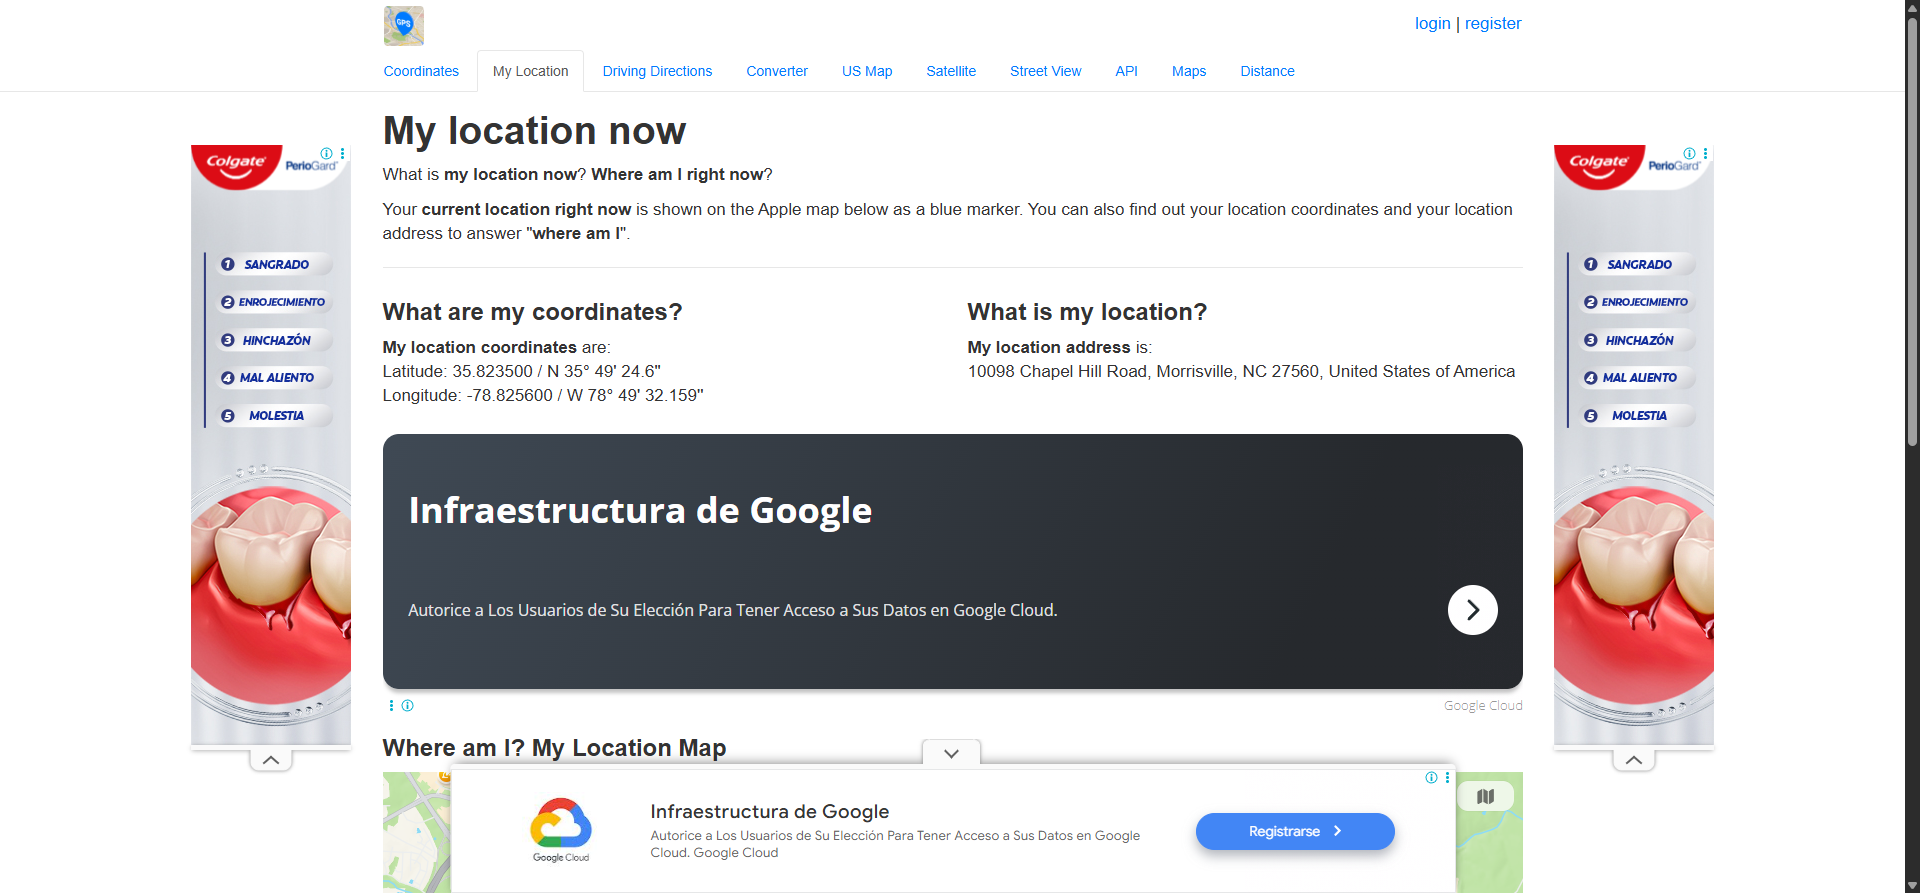 GPS
login | register
Coordinates
My Location
Driving Directions
Converter
US Map
Satellite
Street View
API
Maps
Distance
My location now
What is my location now? Where am I right now?
Your current location right now is shown on the Apple map below as a blue marker. You can also find out your location coordinates and your location
address to answer "where am I".
What are my coordinates?
My location coordinates are:
Latitude: 35.823500 / N 35° 49' 24.6"
Longitude: -78.825600 / W 78° 49' 32.159"
What is my location?
My location address is:
10098 Chapel Hill Road, Morrisville, NC 27560, United States of America
Colgate
PerioGard
1 SANGRADO
2 ENROJECIMIENTO
3 HINCHAZÓN
4 MAL ALIENTO
5 MOLESTIA
Infraestructura de Google
Autorice a Los Usuarios de Su Elección Para Tener Acceso a Sus Datos en Google Cloud.
Google Cloud
Colgate
PerioGard
1 SANGRADO
2 ENROJECIMIENTO
3 HINCHAZÓN
4 MAL ALIENTO
5 MOLESTIA
Where am I? My Location Map
Google Cloud
Infraestructura de Google
Autorice a Los Usuarios de Su Elección Para Tener Acceso a Sus Datos en Google
Cloud. Google Cloud
Registrarse